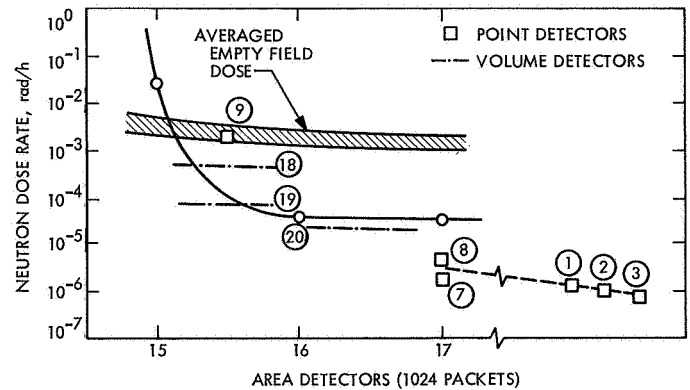 10⁰
10⁻¹
10⁻²
10⁻³
10⁻⁴
10⁻⁵
10⁻⁶
10⁻⁷
NEUTRON DOSE RATE, rad/h
AVERAGED
EMPTY FIELD
DOSE
POINT DETECTORS
VOLUME DETECTORS
9
18
19
20
8
7
1
2
3
15
16
17
AREA DETECTORS (1024 PACKETS)